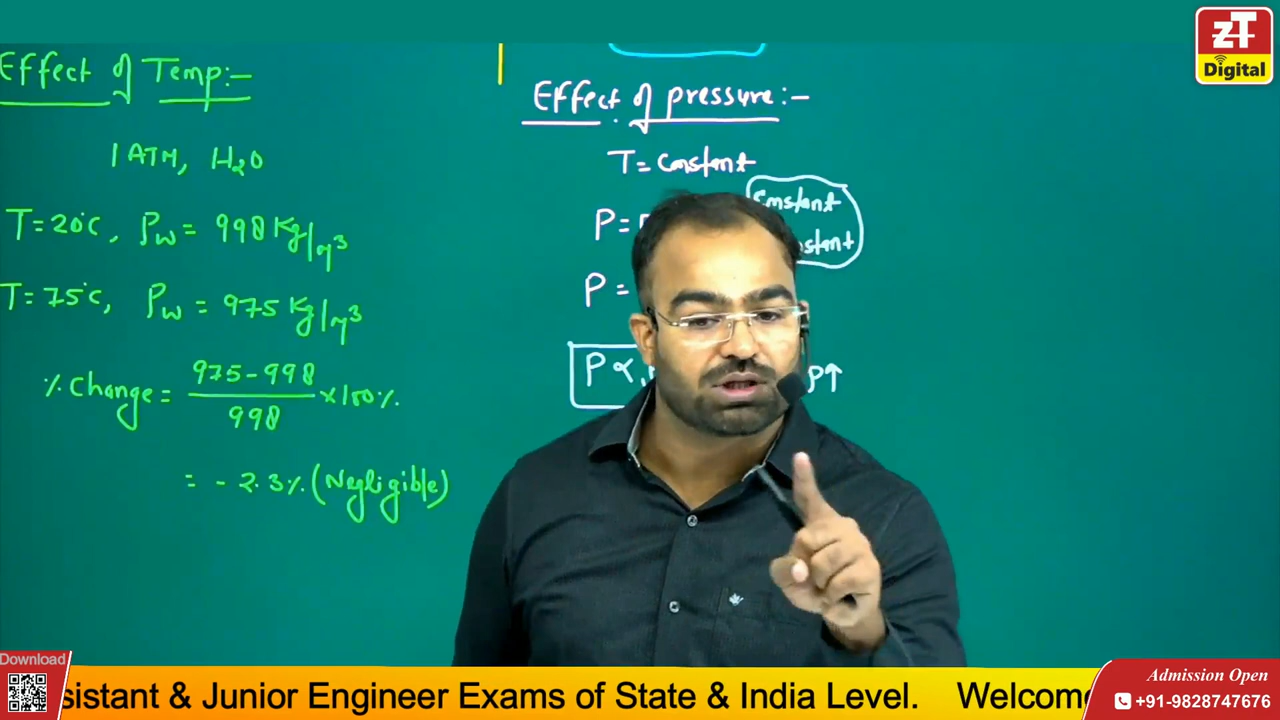 Effect of Temp:-
1 ATM, H₂O
T=20°C, ρw = 998 Kg/m³
T=75°C, ρw = 975 Kg/m³
% Change = 975-998 / 998 ×100%
= -2.3% (Negligible)
Effect of pressure:-
T= Constant
P=
Constant
P=
P ∝
ρ↑
ZT
Digital
Download
& Junior Engineer Exams of State & India Level.
Admission Open
+91-9828747676